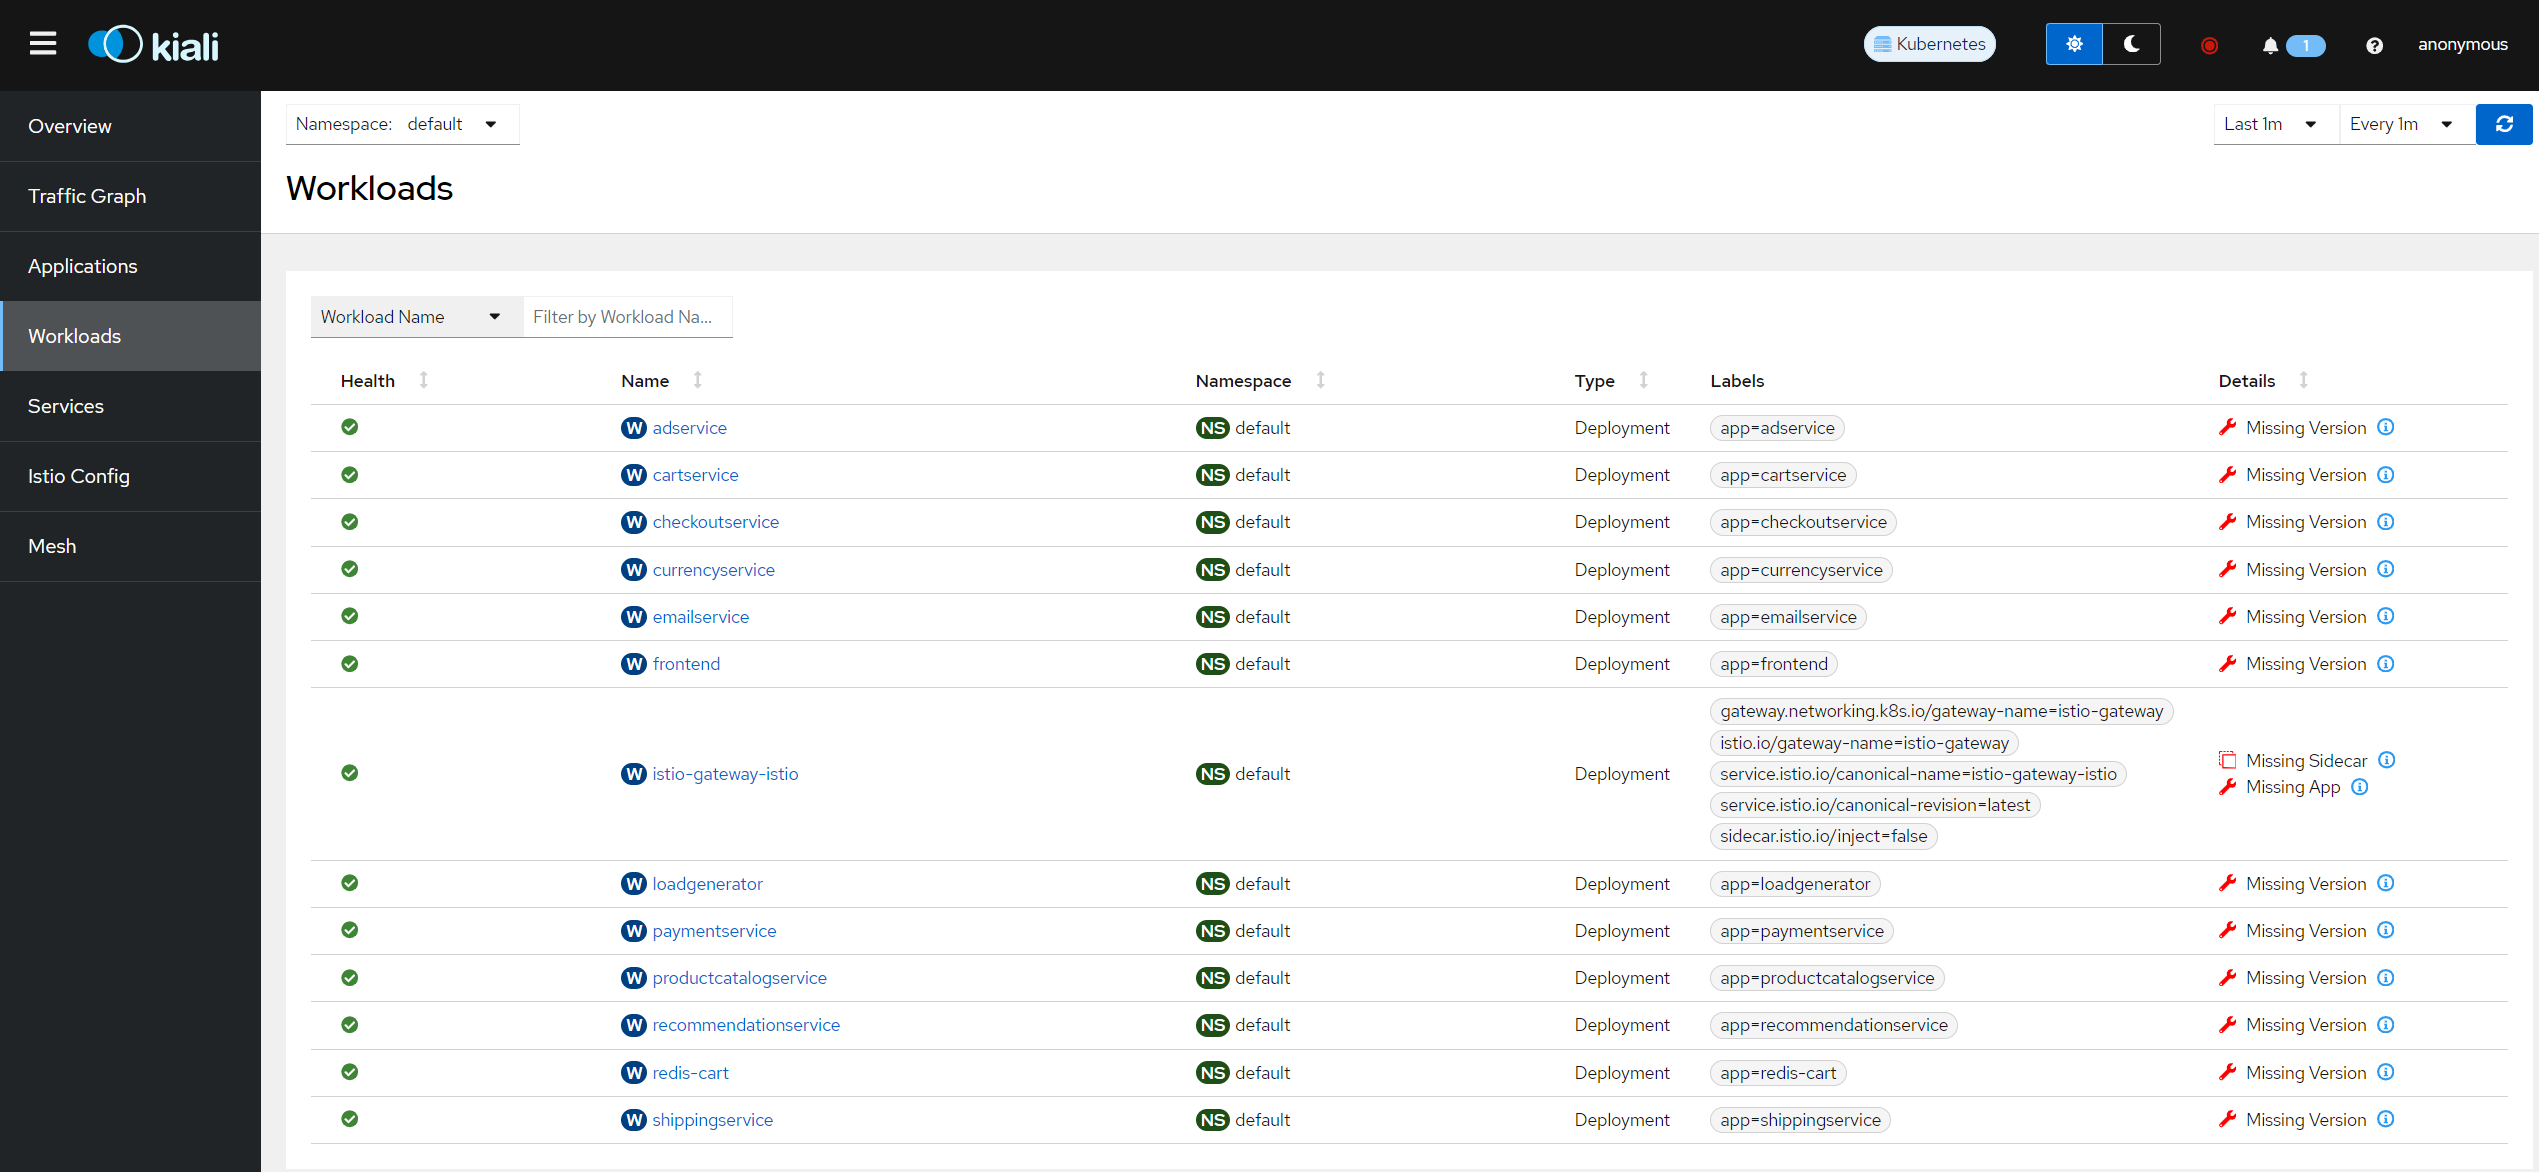 kiali
Kubernetes
1
anonymous
Overview
Traffic Graph
Applications
Workloads
Services
Istio Config
Mesh
Namespace: default
Last 1m
Every 1m
Workloads
Workload Name
Filter by Workload Na...
Health Name Namespace Type Labels Details
W adservice NS default Deployment app=adservice Missing Version
W cartservice NS default Deployment app=cartservice Missing Version
W checkoutservice NS default Deployment app=checkoutservice Missing Version
W currencyservice NS default Deployment app=currencyservice Missing Version
W emailservice NS default Deployment app=emailservice Missing Version
W frontend NS default Deployment app=frontend Missing Version
W istio-gateway-istio NS default Deployment
gateway.networking.k8s.io/gateway-name=istio-gateway
istio.io/gateway-name=istio-gateway
service.istio.io/canonical-name=istio-gateway-istio
service.istio.io/canonical-revision=latest
sidecar.istio.io/inject=false
Missing Sidecar
Missing App
W loadgenerator NS default Deployment app=loadgenerator Missing Version
W paymentservice NS default Deployment app=paymentservice Missing Version
W productcatalogservice NS default Deployment app=productcatalogservice Missing Version
W recommendationservice NS default Deployment app=recommendationservice Missing Version
W redis-cart NS default Deployment app=redis-cart Missing Version
W shippingservice NS default Deployment app=shippingservice Missing Version